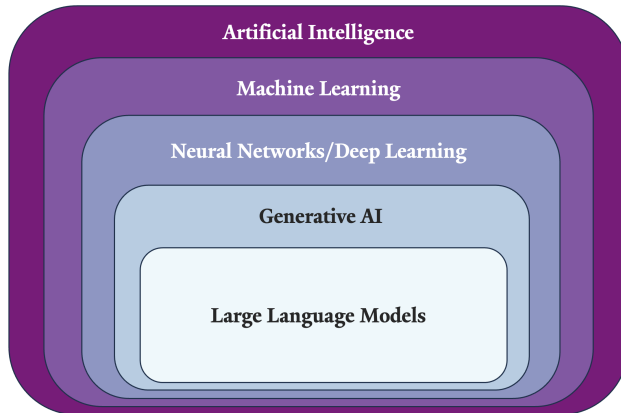 Artificial Intelligence
Machine Learning
Neural Networks/Deep Learning
Generative AI
Large Language Models